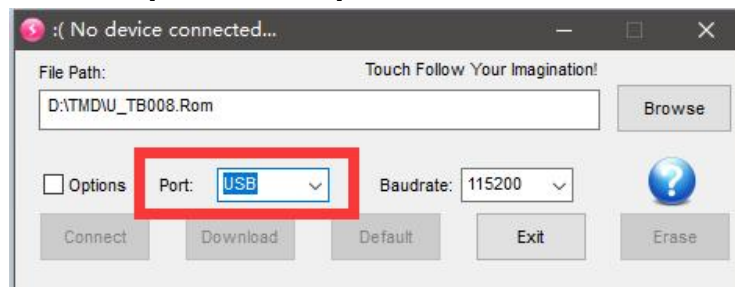 :( No device connected...
File Path:
Touch Follow Your Imagination!
D:\TMD\U_TB008.Rom
Browse
Options
Port:
USB
Baudrate:
115200
Connect
Download
Default
Exit
Erase